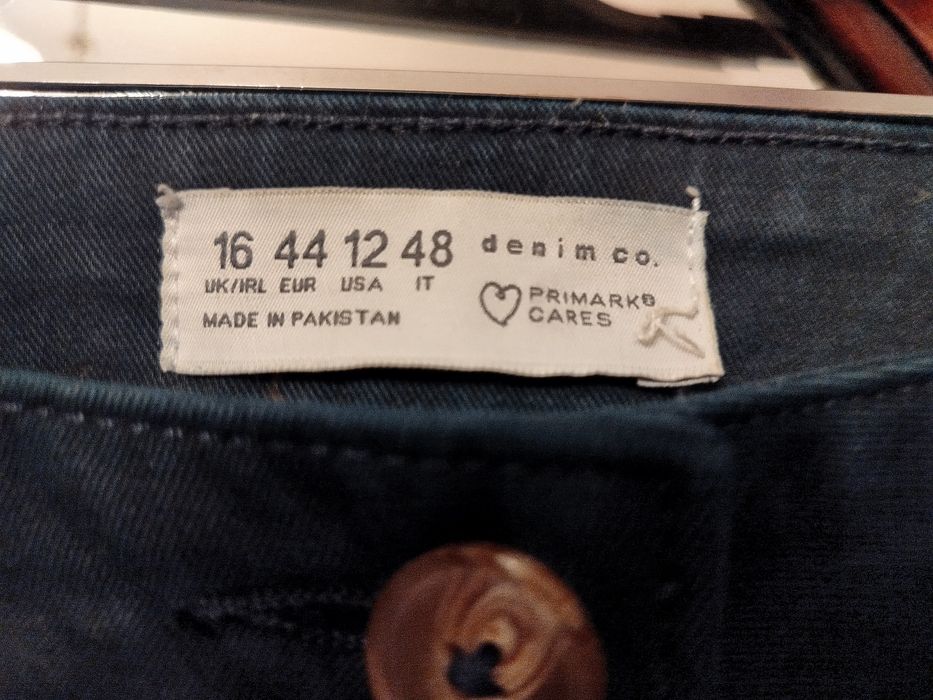 16 44 12 48
UK/IRL EUR USA IT
MADE IN PAKISTAN
denim co.
PRIMARK®
CARES